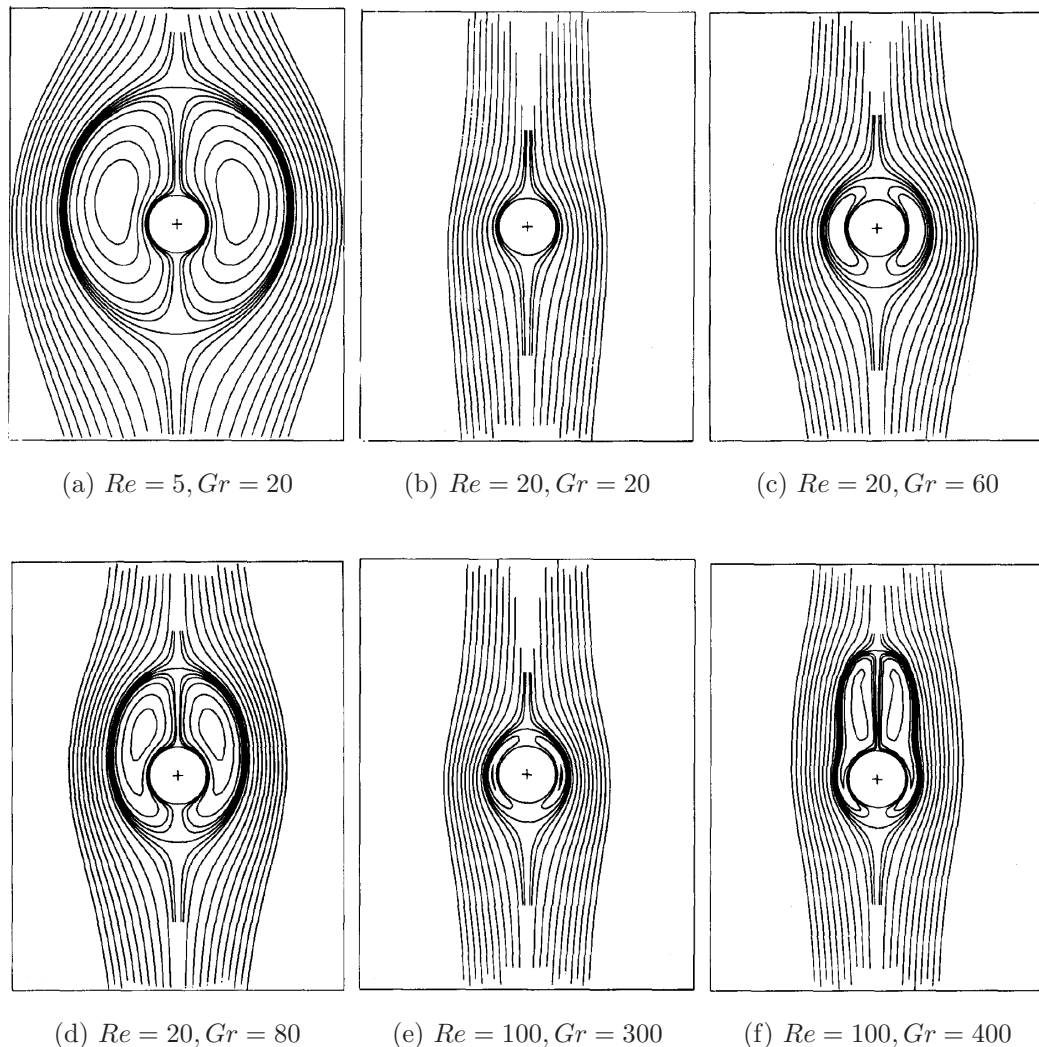 (a) Re = 5, Gr = 20
(b) Re = 20, Gr = 20
(c) Re = 20, Gr = 60
(d) Re = 20, Gr = 80
(e) Re = 100, Gr = 300
(f) Re = 100, Gr = 400